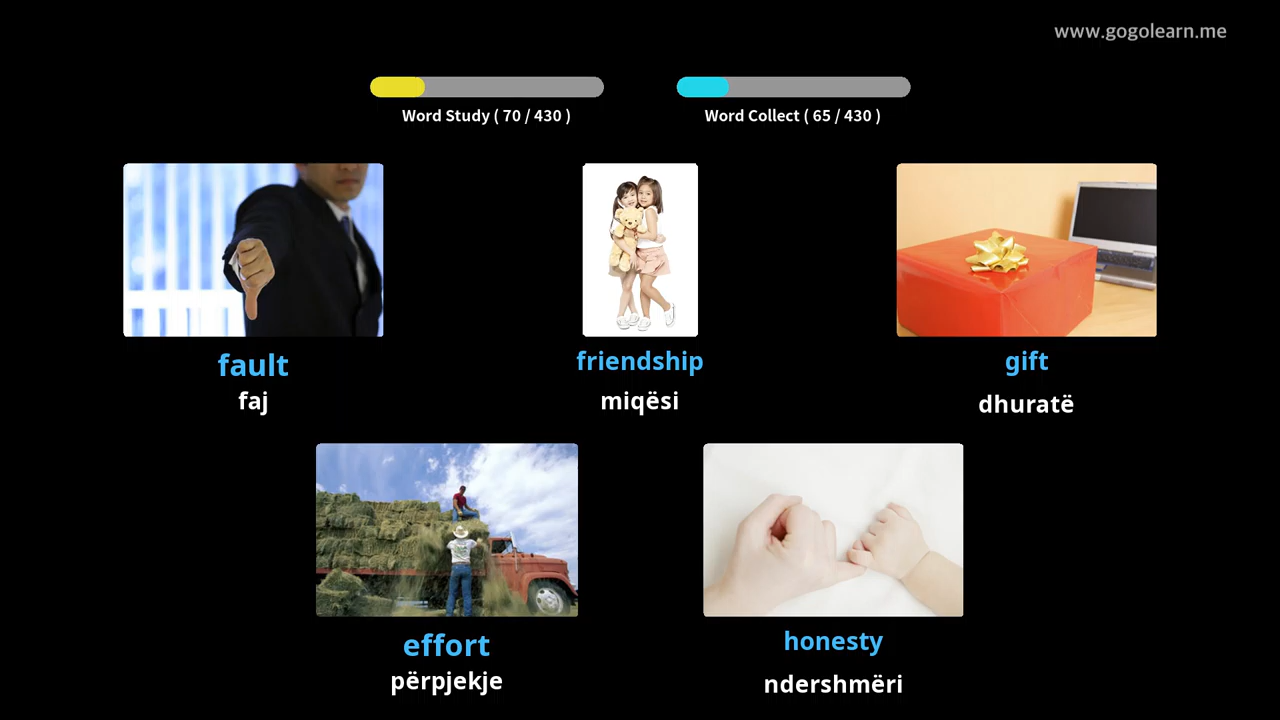 www.gogolearn.me
Word Study ( 70 / 430 )
Word Collect ( 65 / 430 )
fault
faj
friendship
miqësi
gift
dhuratë
effort
përpjekje
honesty
ndershmëri